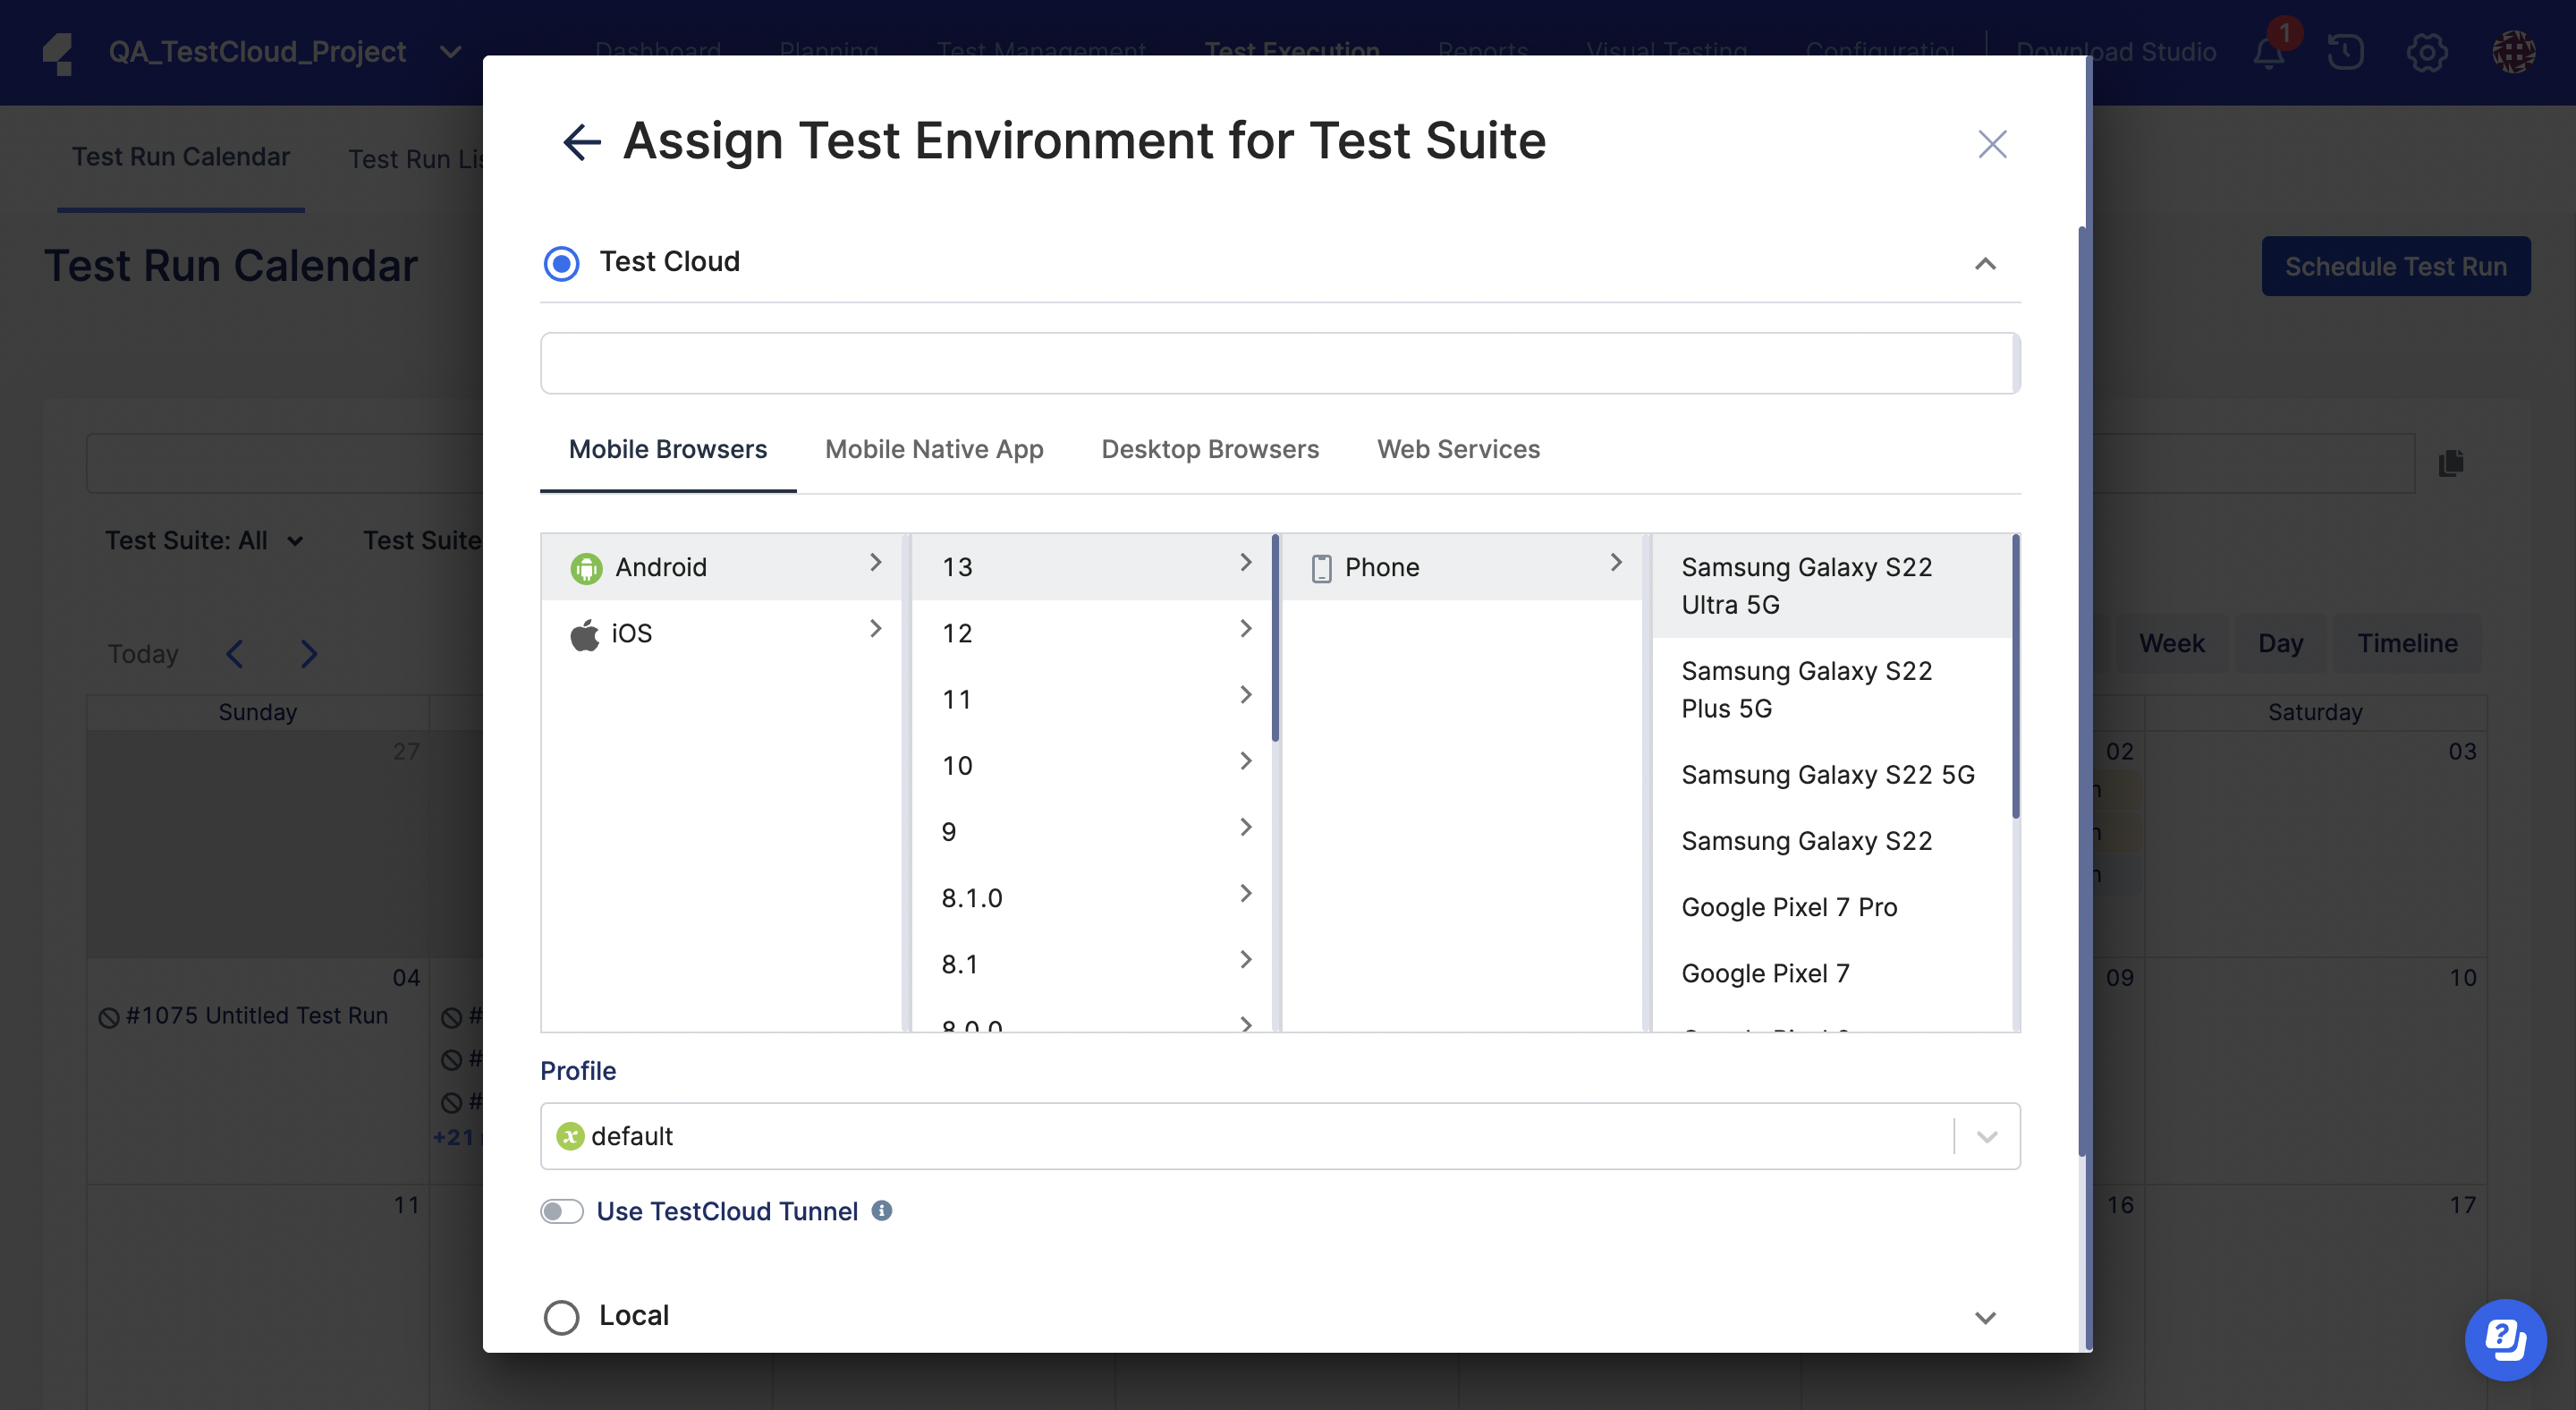 QA_TestCloud_Project
Dashboard Planning Test Management Test Execution Reports Visual Testing Configuration Download Studio 1
Test Run Calendar Test Run Lis
Test Run Calendar
Schedule Test Run
Test Suite: All Test Suite
Today
Week Day Timeline
Sunday Saturday
27 02 03
04 09 10
#1075 Untitled Test Run
#
#
#
+21
11 16 17
Assign Test Environment for Test Suite
Test Cloud
Mobile Browsers Mobile Native App Desktop Browsers Web Services
Android
iOS
13
12
11
10
9
8.1.0
8.1
8.0.0
Phone
Samsung Galaxy S22
Ultra 5G
Samsung Galaxy S22
Plus 5G
Samsung Galaxy S22 5G
Samsung Galaxy S22
Google Pixel 7 Pro
Google Pixel 7
Profile
default
Use TestCloud Tunnel
Local